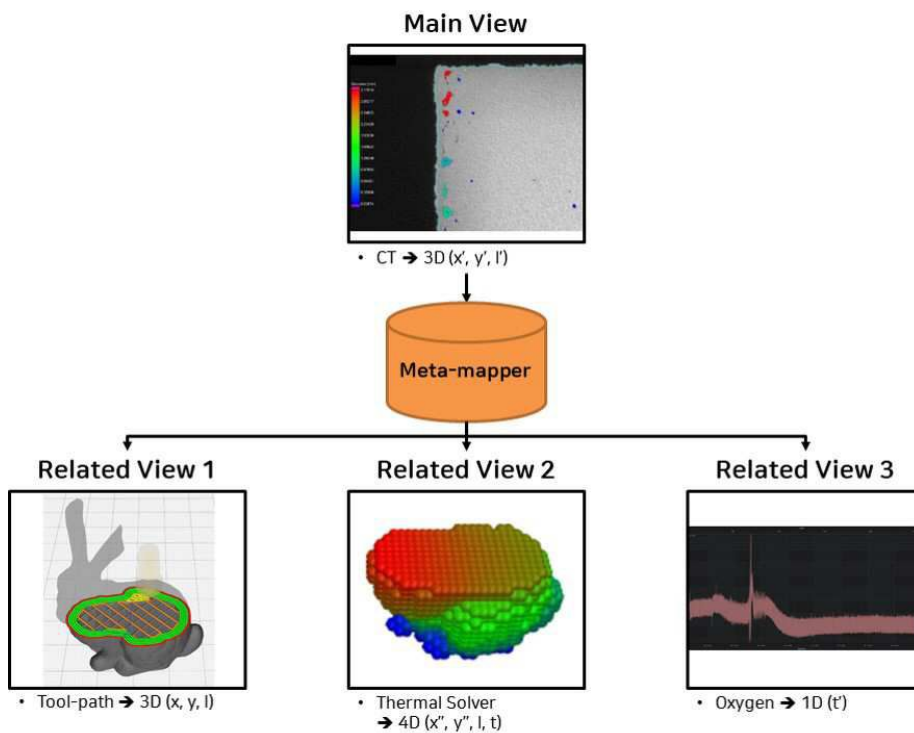 Main View
• CT ➔ 3D (x’, y’, l’)
Meta-mapper
Related View 1
Related View 2
Related View 3
• Tool-path ➔ 3D (x, y, l)
• Thermal Solver
➔ 4D (x”, y”, l, t)
• Oxygen ➔ 1D (t’)